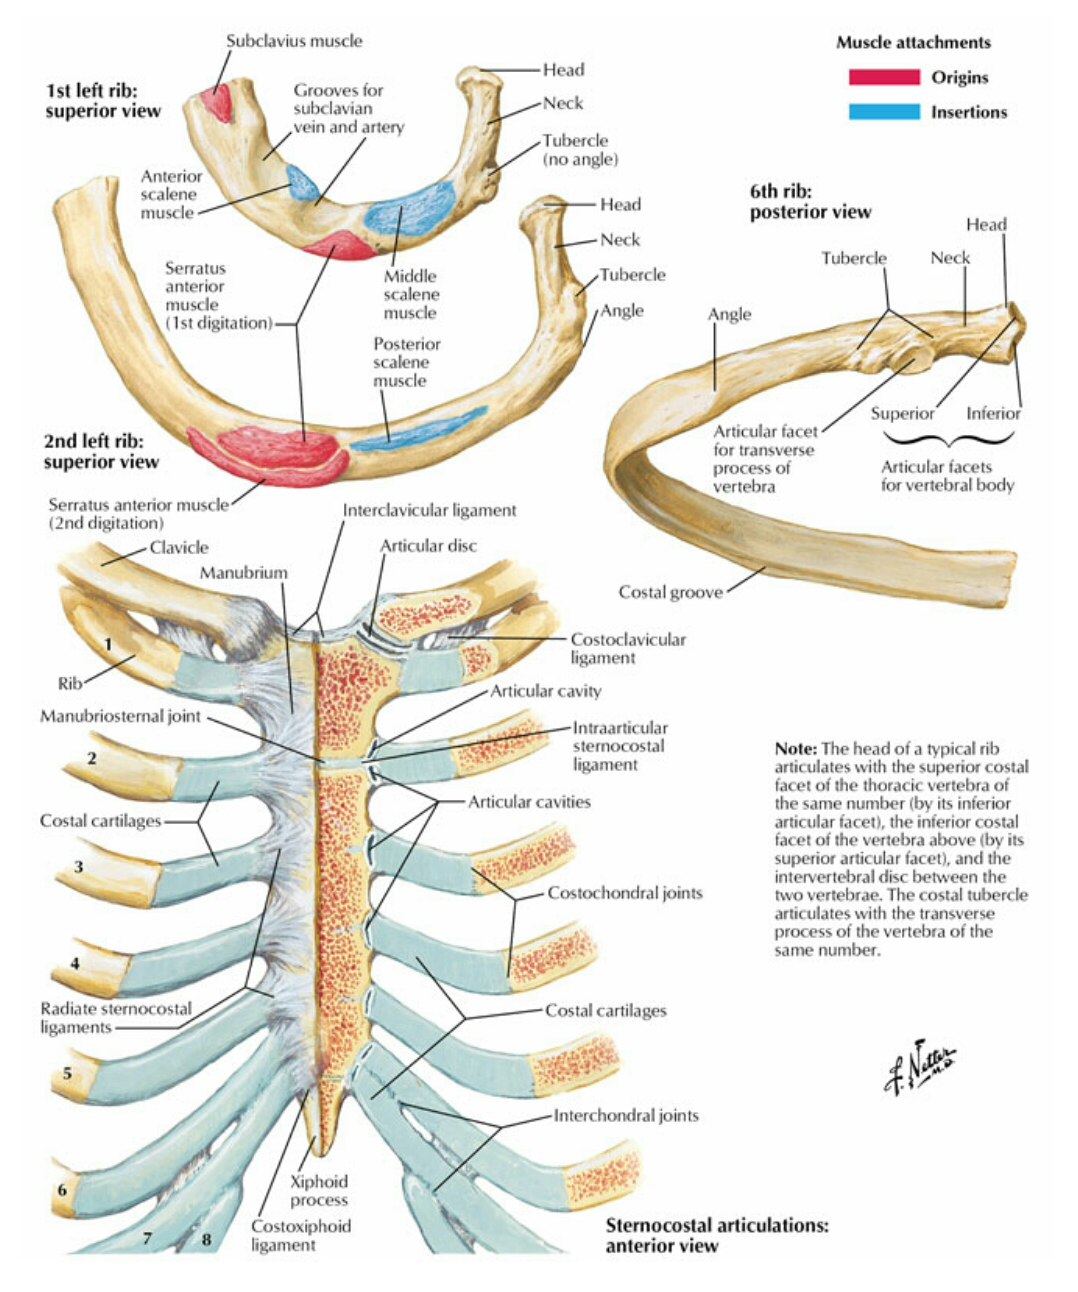 Subclavius muscle
1st left rib:
superior view
Grooves for
subclavian
vein and artery
Head
Neck
Tubercle
(no angle)
Anterior
scalene
muscle
Muscle attachments
Origins
Insertions
6th rib:
posterior view
Head
Neck
Tubercle
Angle
Serratus
anterior
muscle
(1st digitation)
Middle
scalene
muscle
Posterior
scalene
muscle
Head
Tubercle
Neck
Angle
Superior
Inferior
Articular facet
for transverse
process of
vertebra
Articular facets
for vertebral body
Costal groove
2nd left rib:
superior view
Serratus anterior muscle
(2nd digitation)
Interclavicular ligament
Clavicle
Articular disc
Manubrium
1
Rib
Costoclavicular
ligament
Articular cavity
Manubriosternal joint
Intraarticular
sternocostal
ligament
2
Articular cavities
Costal cartilages
3
Costochondral joints
4
Radiate sternocostal
ligaments
Costal cartilages
5
Interchondral joints
6
Xiphoid
process
7
8
Costoxiphoid
ligament
Note: The head of a typical rib
articulates with the superior costal
facet of the thoracic vertebra of
the same number (by its inferior
articular facet), the inferior costal
facet of the vertebra above (by its
superior articular facet), and the
intervertebral disc between the
two vertebrae. The costal tubercle
articulates with the transverse
process of the vertebra of the
same number.
F. Netter
M.D.
Sternocostal articulations:
anterior view